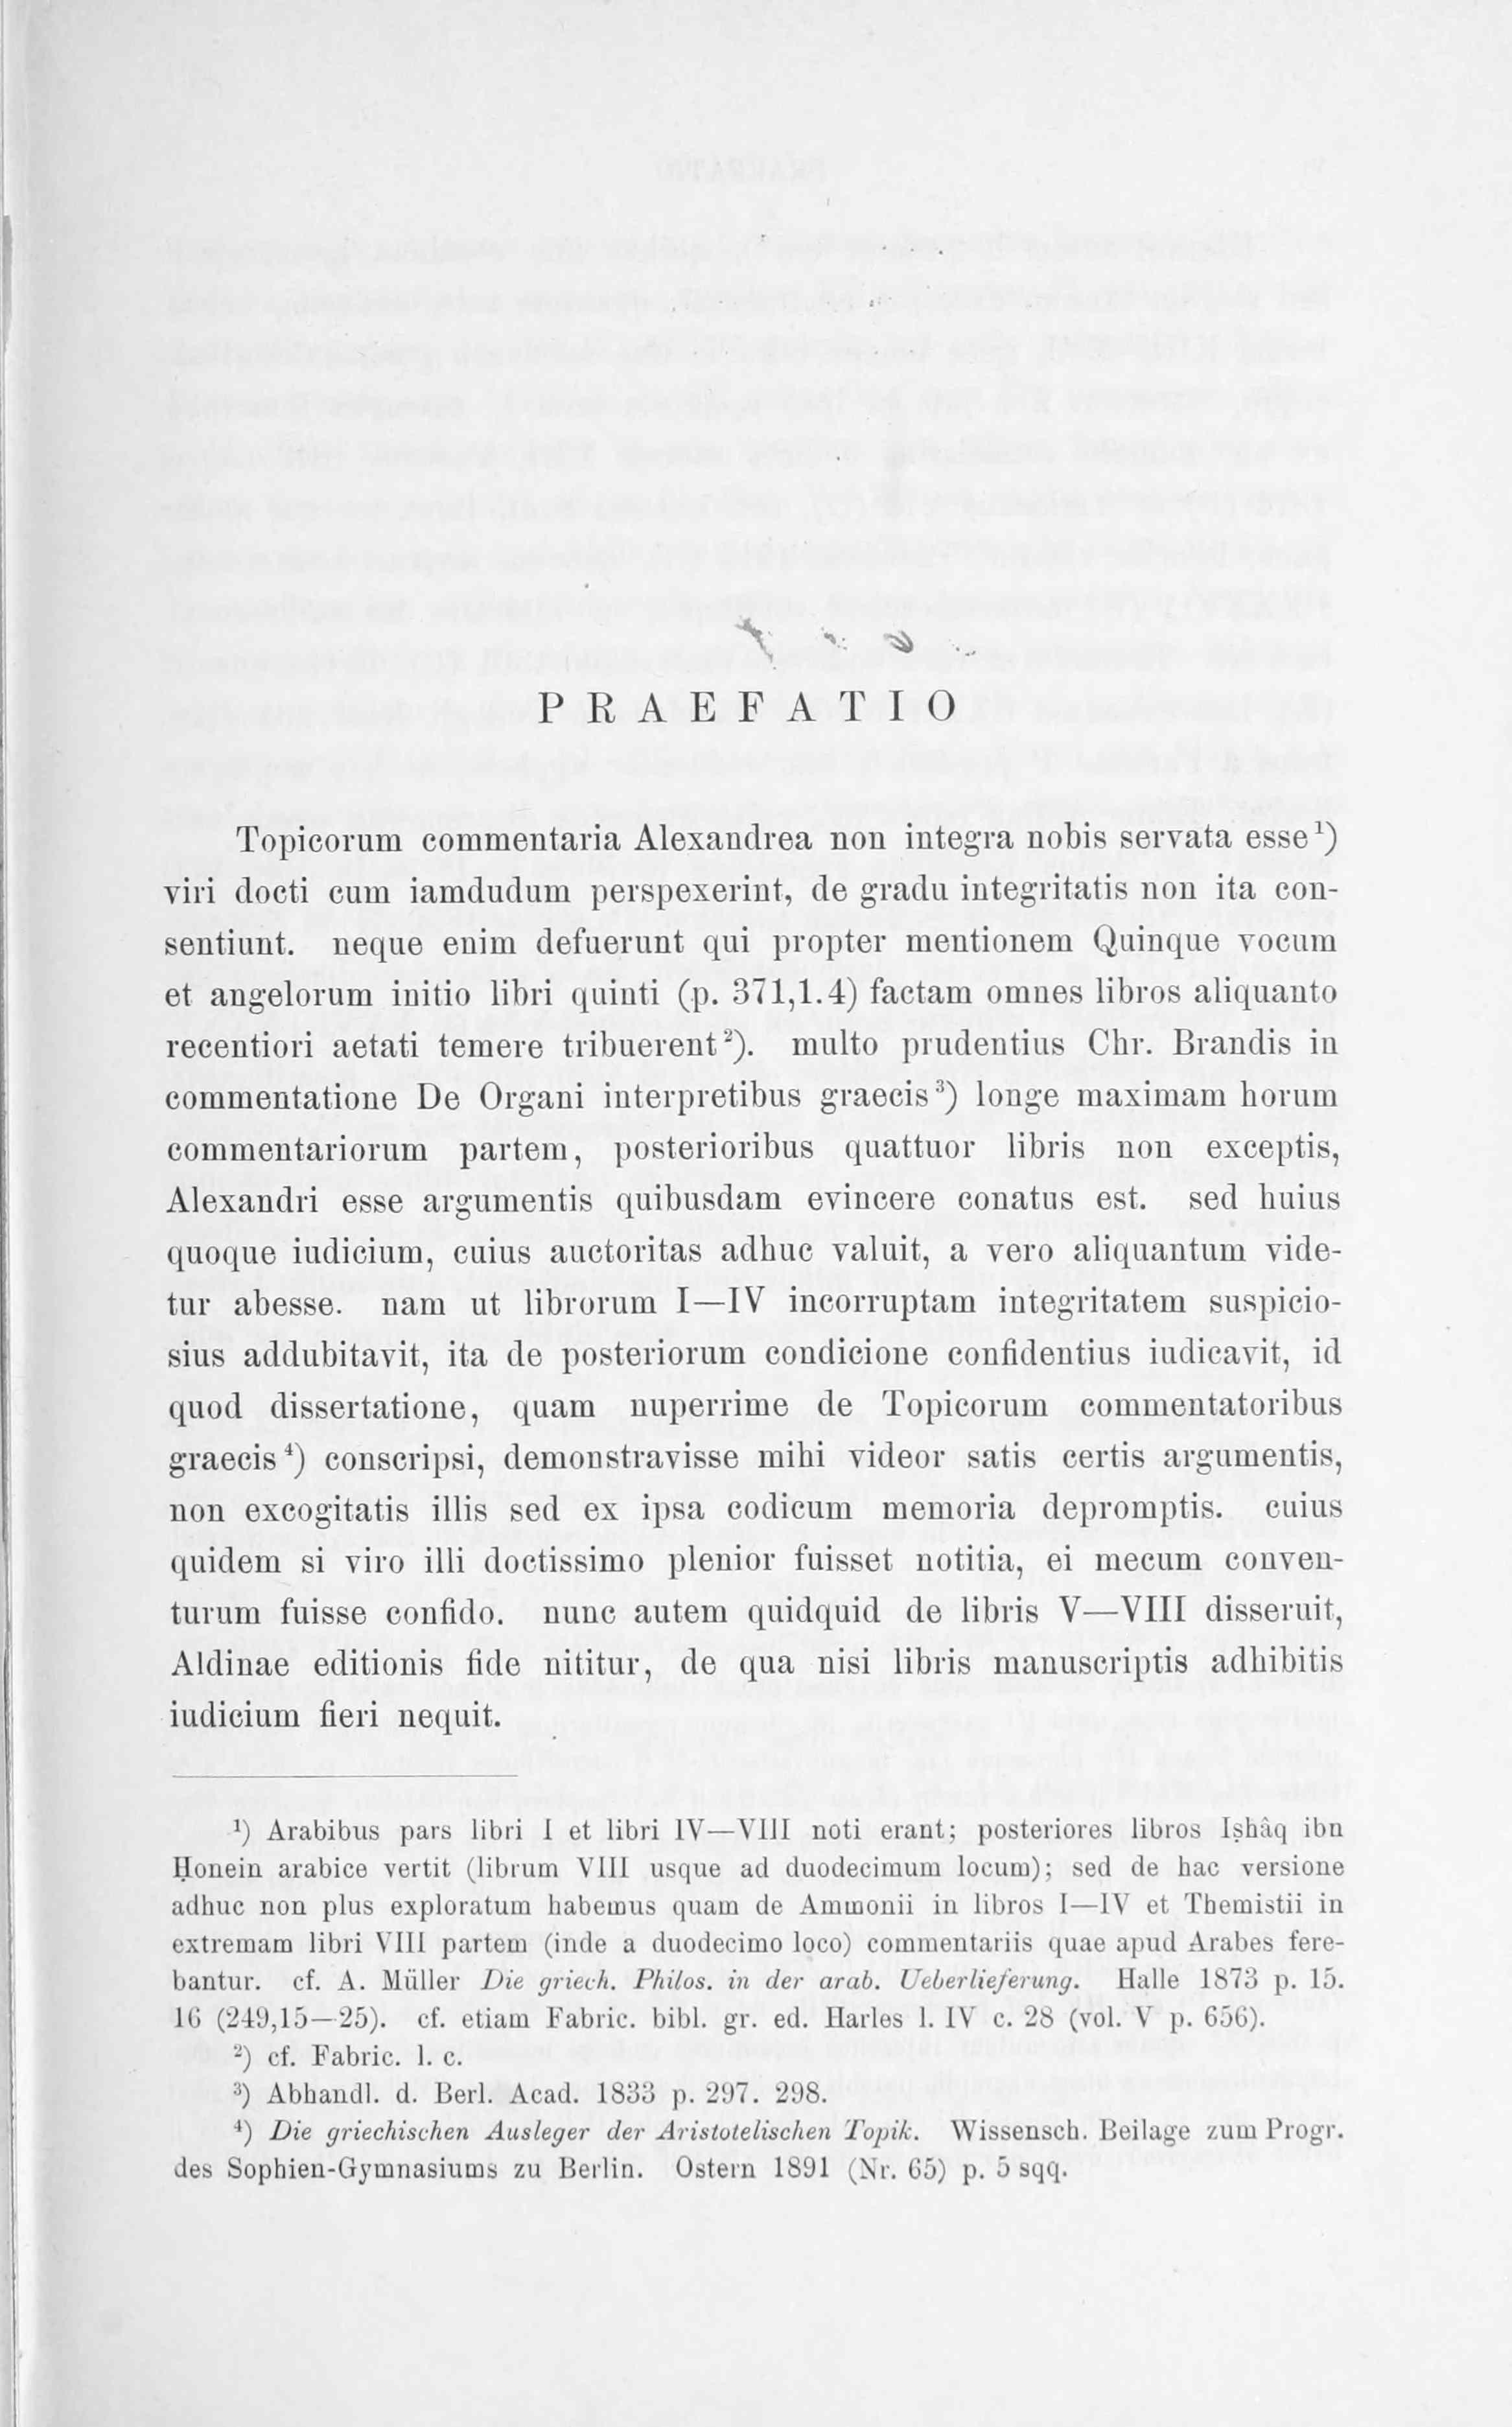 PRAEFATIO
Topicorum commentaria Alexandrea non integra nobis servata esse¹)
viri docti cum iamdudum perspexerint, de gradu integritatis non ita con-
sentiunt. neque enim defuerunt qui propter mentionem Quinque vocum
et angelorum initio libri quinti (p. 371,1.4) factam omnes libros aliquanto
recentiori aetati temere tribuerent²). multo prudentius Chr. Brandis in
commentatione De Organi interpretibus graecis³) longe maximam horum
commentariorum partem, posterioribus quattuor libris non exceptis,
Alexandri esse argumentis quibusdam evincere conatus est. sed huius
quoque iudicium, cuius auctoritas adhuc valuit, a vero aliquantum vide-
tur abesse. nam ut librorum I—IV incorruptam integritatem suspicio-
sius addubitavit, ita de posteriorum condicione confidentius iudicavit, id
quod dissertatione, quam nuperrime de Topicorum commentatoribus
graecis⁴) conscripsi, demonstravisse mihi videor satis certis argumentis,
non excogitatis illis sed ex ipsa codicum memoria depromptis. cuius
quidem si viro illi doctissimo plenior fuisset notitia, ei mecum conven-
turum fuisse confido. nunc autem quidquid de libris V—VIII disseruit,
Aldinae editionis fide nititur, de qua nisi libris manuscriptis adhibitis
iudicium fieri nequit.
¹) Arabibus pars libri I et libri IV—VIII noti erant; posteriores libros Isḥâq ibn
Ḥonein arabice vertit (librum VIII usque ad duodecimum locum); sed de hac versione
adhuc non plus exploratum habemus quam de Ammonii in libros I—IV et Themistii in
extremam libri VIII partem (inde a duodecimo loco) commentariis quae apud Arabes fere-
bantur. cf. A. Müller Die griech. Philos. in der arab. Ueberlieferung. Halle 1873 p. 15.
16 (249,15—25). cf. etiam Fabric. bibl. gr. ed. Harles l. IV c. 28 (vol. V p. 656).
²) cf. Fabric. l. c.
³) Abhandl. d. Berl. Acad. 1833 p. 297. 298.
⁴) Die griechischen Ausleger der Aristotelischen Topik. Wissensch. Beilage zum Progr.
des Sophien-Gymnasiums zu Berlin. Ostern 1891 (Nr. 65) p. 5 sqq.